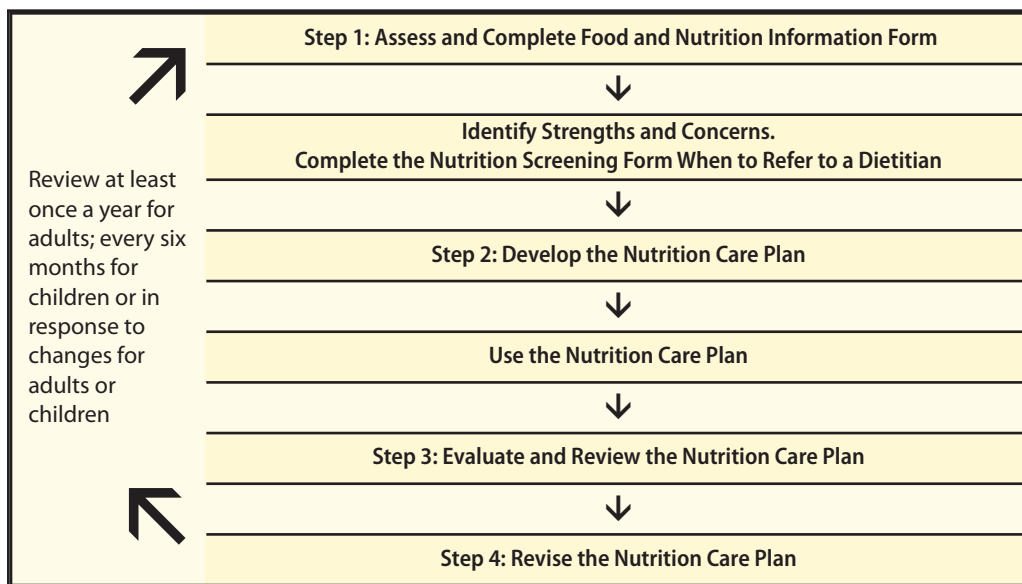 Step 1: Assess and Complete Food and Nutrition Information Form
Identify Strengths and Concerns.
Complete the Nutrition Screening Form When to Refer to a Dietitian
Step 2: Develop the Nutrition Care Plan
Use the Nutrition Care Plan
Step 3: Evaluate and Review the Nutrition Care Plan
Step 4: Revise the Nutrition Care Plan
Review at least
once a year for
adults; every six
months for
children or in
response to
changes for
adults or
children